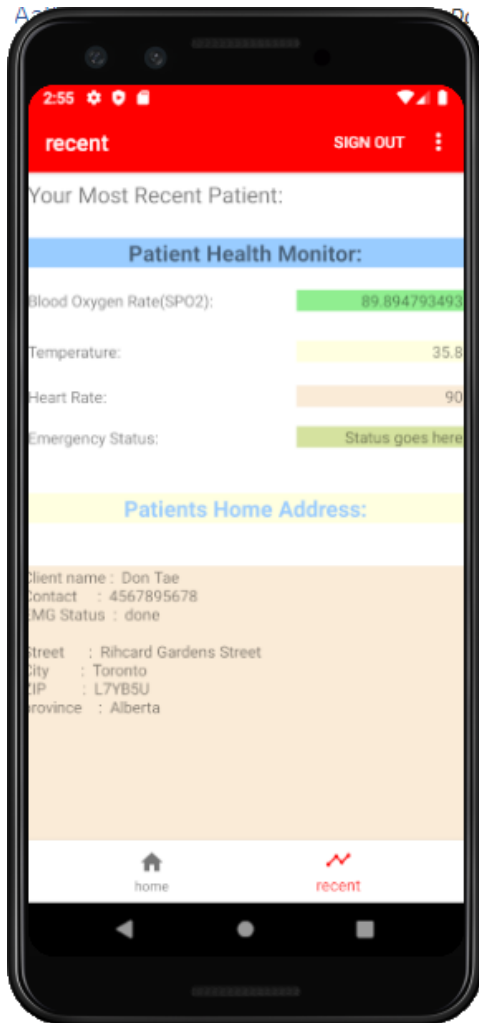 2:55
recent SIGN OUT
Your Most Recent Patient:
Patient Health Monitor:
Blood Oxygen Rate(SPO2): 89.894793493
Temperature: 35.8
Heart Rate: 90
Emergency Status: Status goes here
Patients Home Address:
Client name : Don Tae
Contact : 4567895678
EMG Status : done
Street : Rihcard Gardens Street
City : Toronto
ZIP : L7YB5U
province : Alberta
home recent